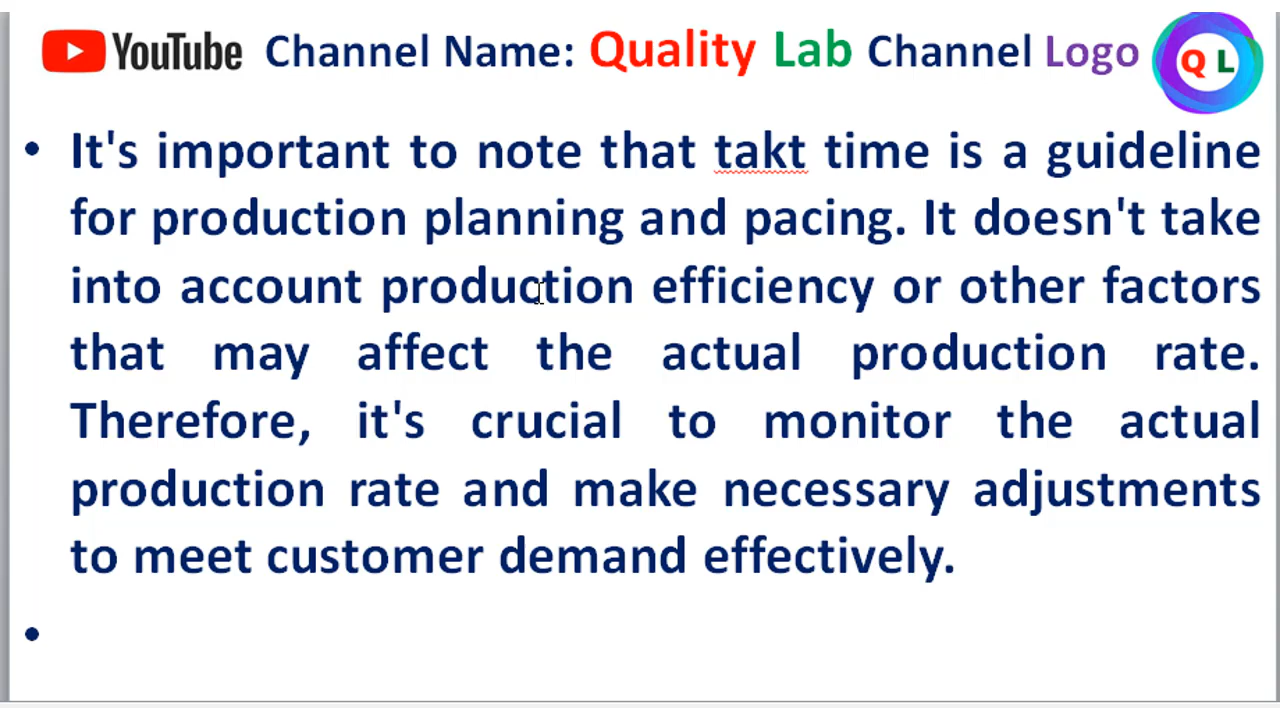 YouTube Channel Name: Quality Lab Channel Logo Q L
• It's important to note that takt time is a guideline
for production planning and pacing. It doesn't take
into account production efficiency or other factors
that may affect the actual production rate.
Therefore, it's crucial to monitor the actual
production rate and make necessary adjustments
to meet customer demand effectively.
•